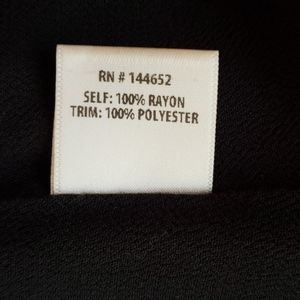 RN # 144652
SELF: 100% RAYON
TRIM: 100% POLYESTER